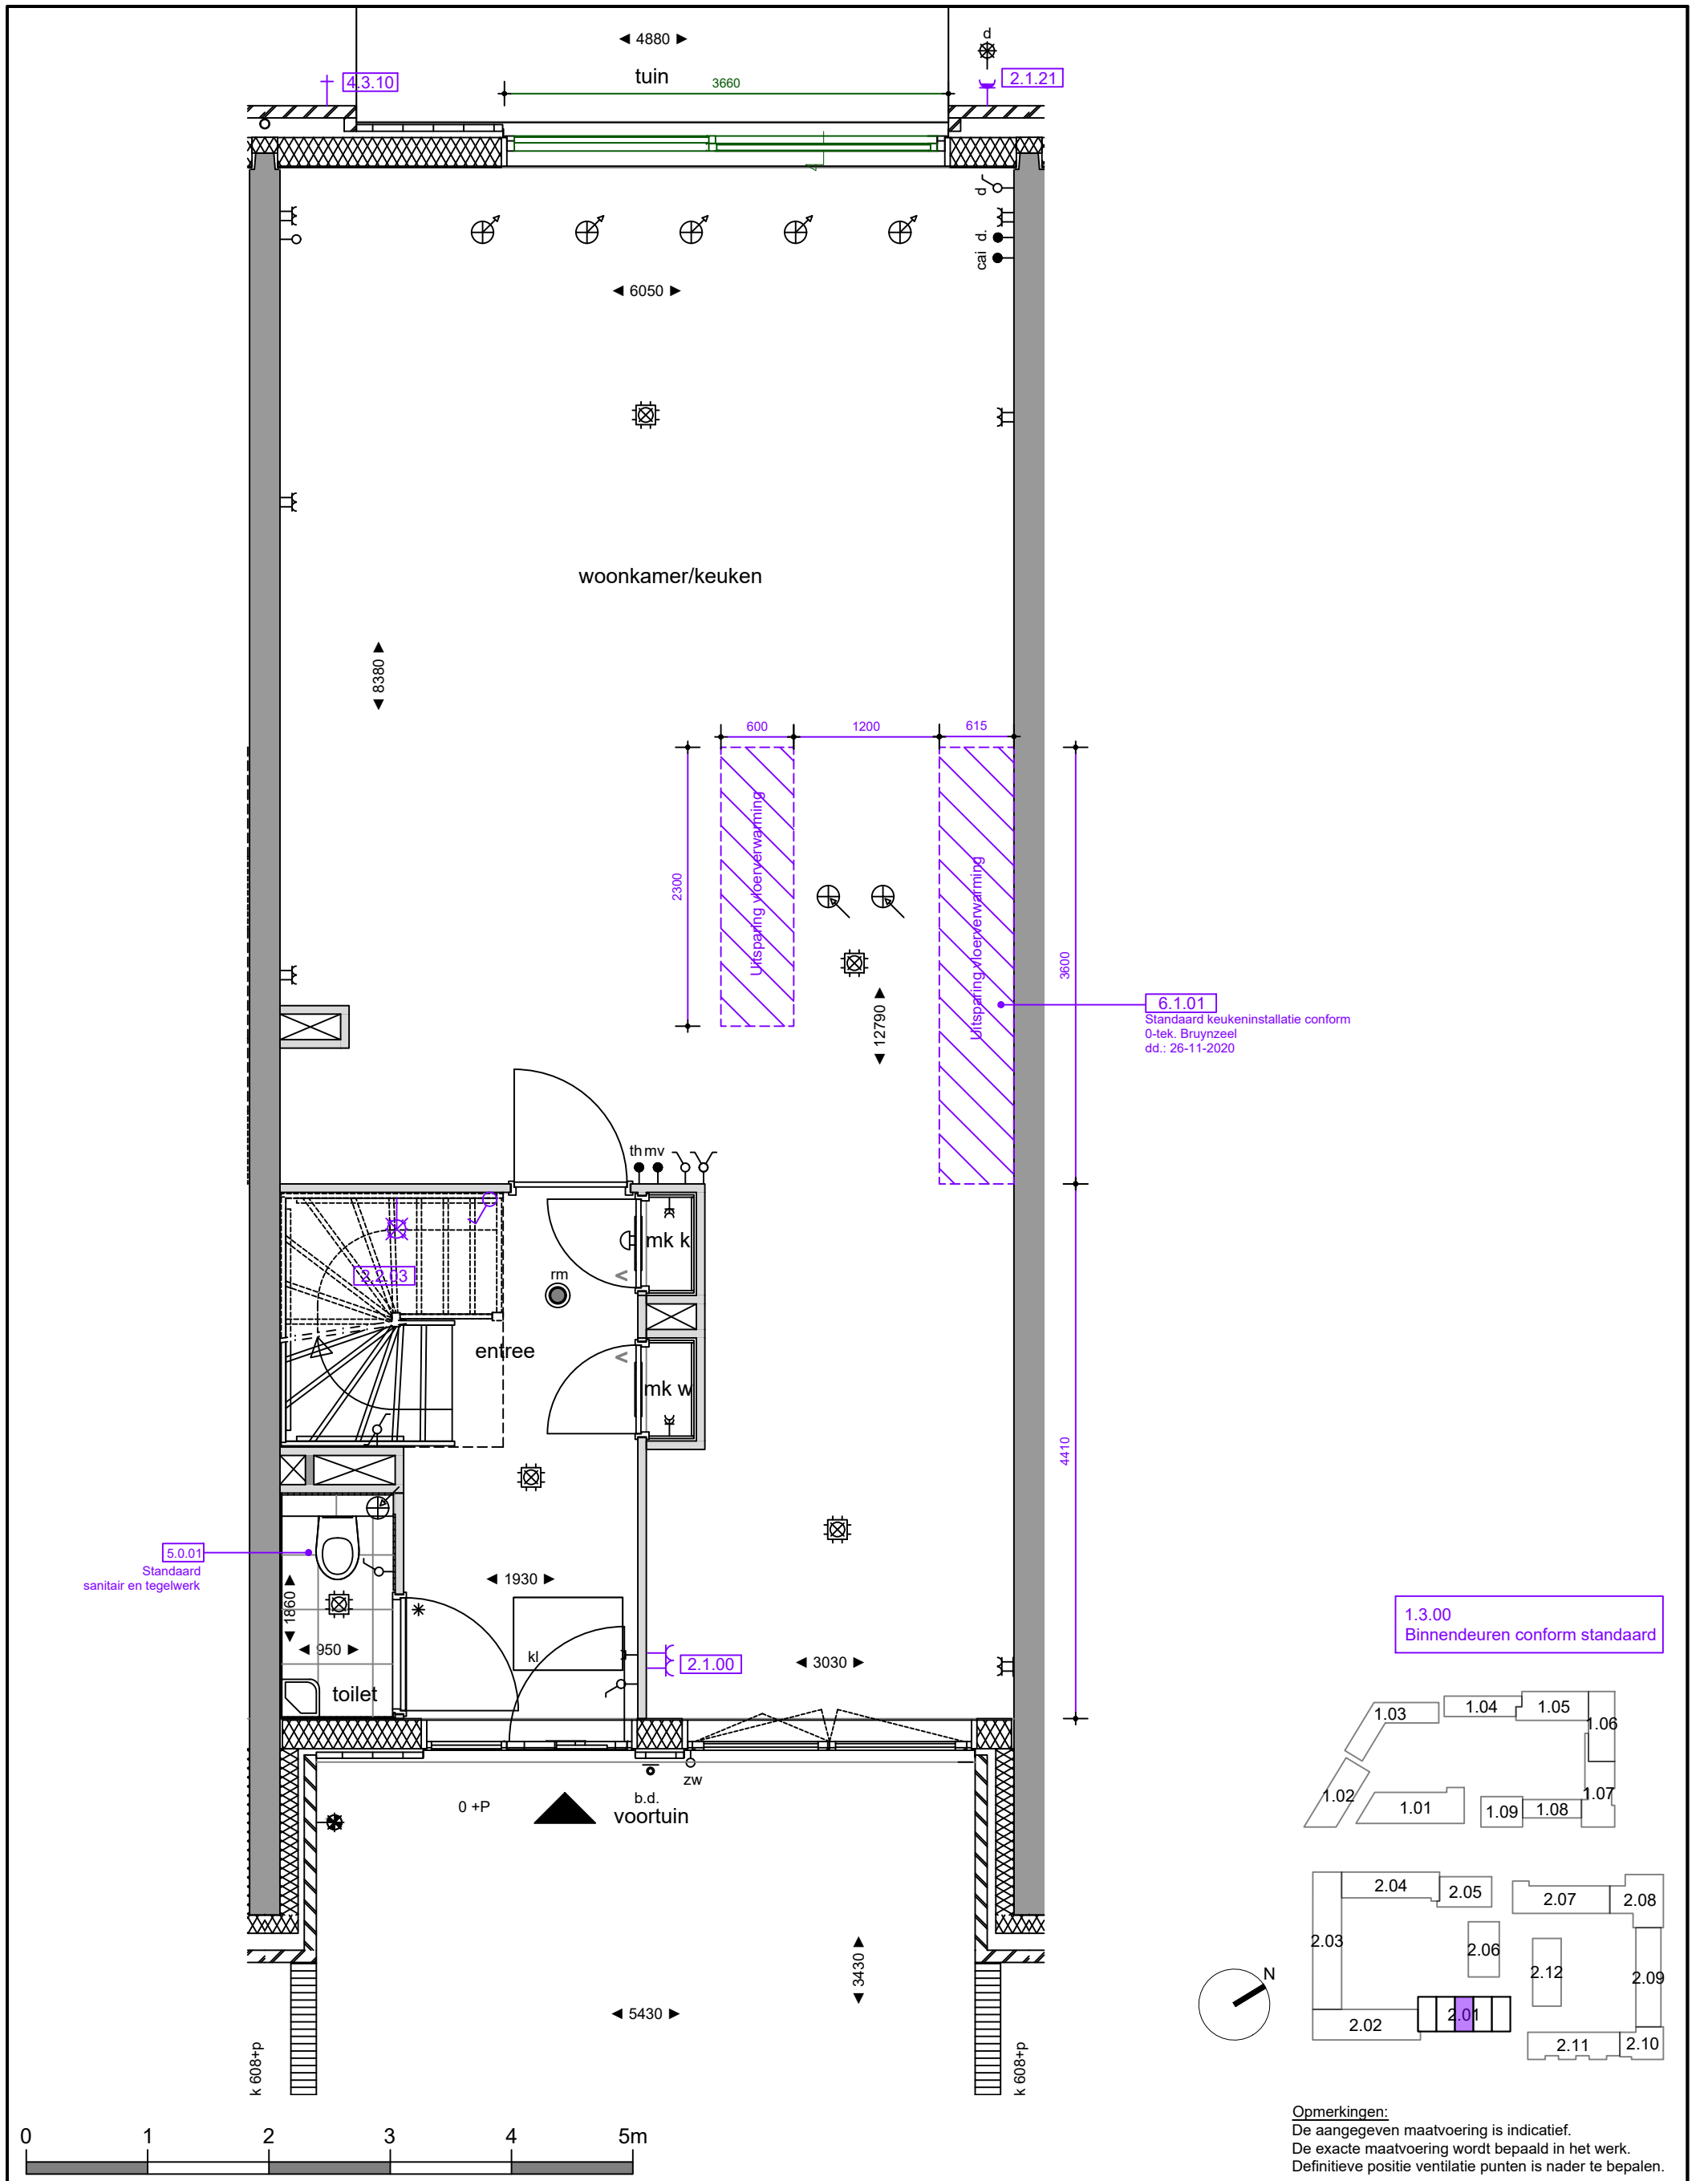 ◄ 4880 ►
d
tuin
4.3.10
3660
2.1.21
d
d.
cai
◄ 6050 ►
woonkamer/keuken
◄ 8380 ►
600
1200
615
Uitsparing vloerverwarming
Uitsparing vloerverwarming
2300
3600
◄ 12790 ►
6.1.01
Standaard keukeninstallatie conform
0-tek. Bruynzeel
dd.: 26-11-2020
th mv
mk k
2.2.03
rm
entree
mk w
4410
5.0.01
Standaard
sanitair en tegelwerk
◄ 1860 ►
◄ 1930 ►
◄ 950 ►
kl
2.1.00
◄ 3030 ►
toilet
1.3.00
Binnendeuren conform standaard
zw
b.d.
0 +P
voortuin
1.03
1.04
1.05
1.06
1.02
1.01
1.09
1.08
1.07
2.04
2.05
2.07
2.08
2.03
2.06
2.12
2.09
N
2.01
2.02
2.11
2.10
◄ 3430 ►
◄ 5430 ►
k 608+p
k 608+p
Opmerkingen:
De aangegeven maatvoering is indicatief.
De exacte maatvoering wordt bepaald in het werk.
Definitieve positie ventilatie punten is nader te bepalen.
0 1 2 3 4 5m